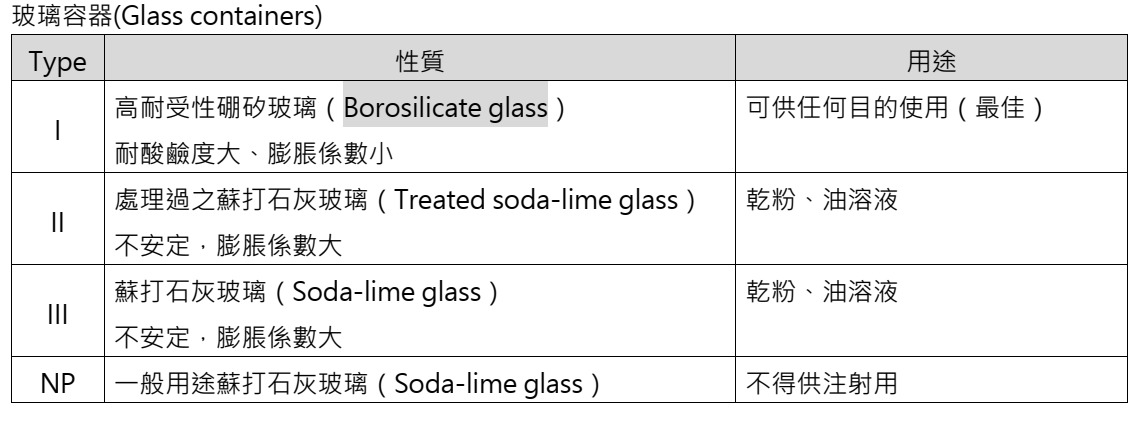 玻璃容器(Glass containers)
Type 性質 用途
I 高耐受性硼矽玻璃（Borosilicate glass） 可供任何目的使用（最佳）
耐酸鹼度大、膨脹係數小
II 處理過之蘇打石灰玻璃（Treated soda-lime glass） 乾粉、油溶液
不安定，膨脹係數大
III 蘇打石灰玻璃（Soda-lime glass） 乾粉、油溶液
不安定，膨脹係數大
NP 一般用途蘇打石灰玻璃（Soda-lime glass） 不得供注射用